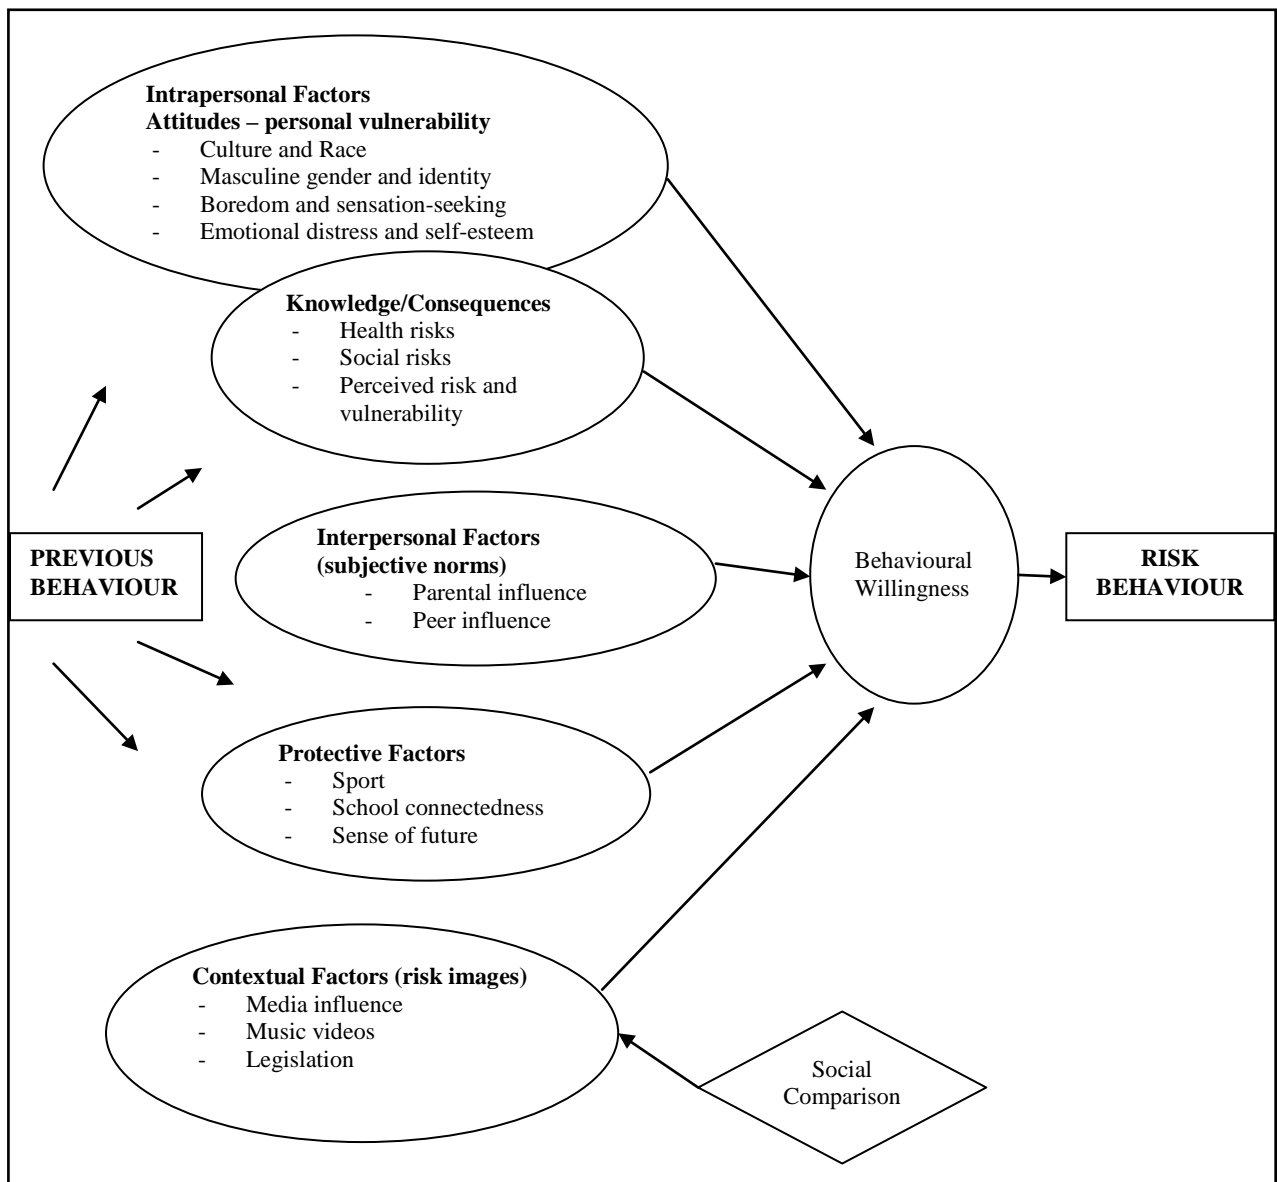 Intrapersonal Factors
Attitudes – personal vulnerability
- Culture and Race
- Masculine gender and identity
- Boredom and sensation-seeking
- Emotional distress and self-esteem
Knowledge/Consequences
- Health risks
- Social risks
- Perceived risk and
vulnerability
PREVIOUS
BEHAVIOUR
Interpersonal Factors
(subjective norms)
- Parental influence
- Peer influence
Behavioural
Willingness
RISK
BEHAVIOUR
Protective Factors
- Sport
- School connectedness
- Sense of future
Contextual Factors (risk images)
- Media influence
- Music videos
- Legislation
Social
Comparison